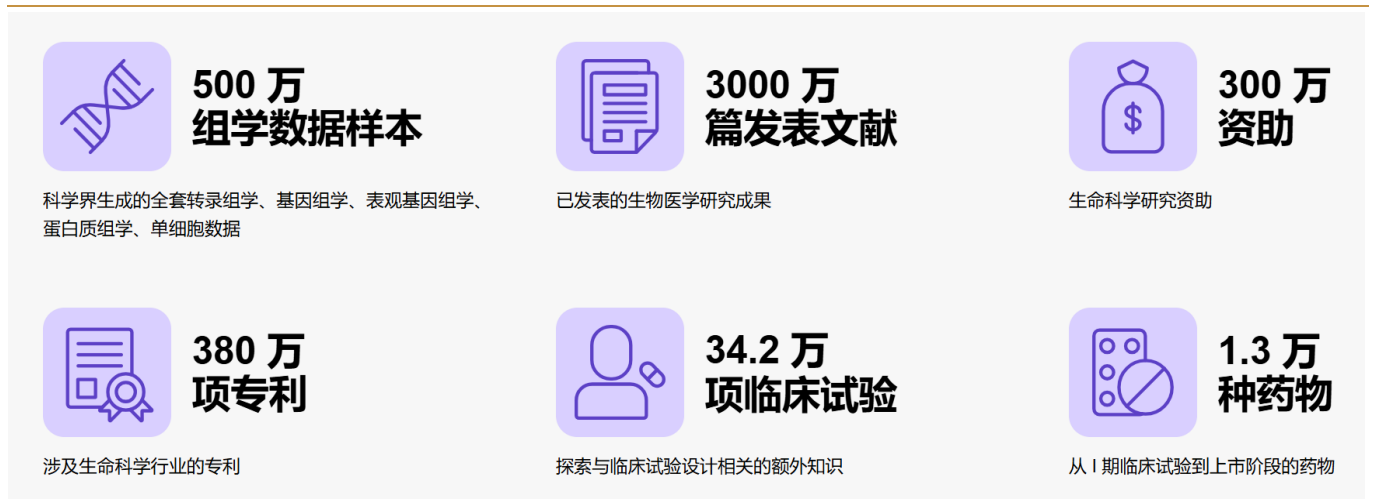 500 万
组学数据样本
科学界生成的全套转录组学、基因组学、表观基因组学、
蛋白质组学、单细胞数据
3000 万
篇发表文献
已发表的生物医学研究成果
$
300 万
资助
生命科学研究资助
380 万
项专利
涉及生命科学行业的专利
34.2 万
项临床试验
探索与临床试验设计相关的额外知识
1.3 万
种药物
从 I 期临床试验到上市阶段的药物